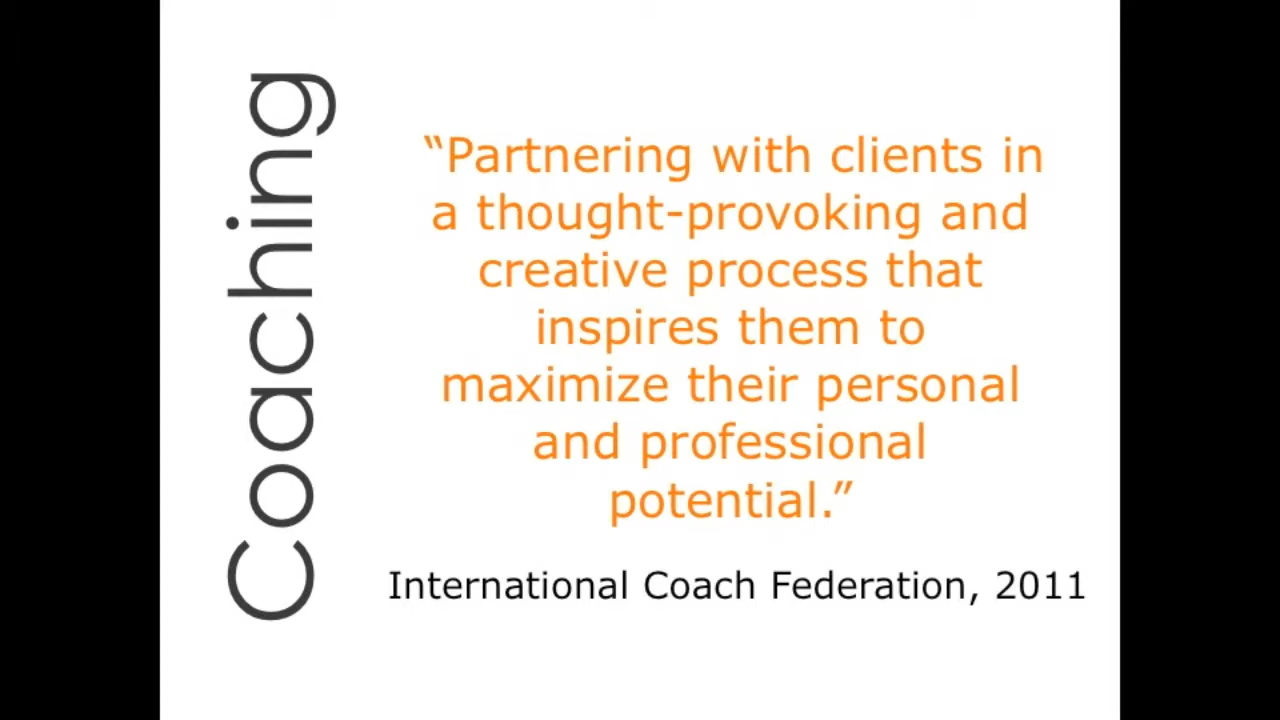 Coaching
“Partnering with clients in
a thought-provoking and
creative process that
inspires them to
maximize their personal
and professional
potential.”
International Coach Federation, 2011